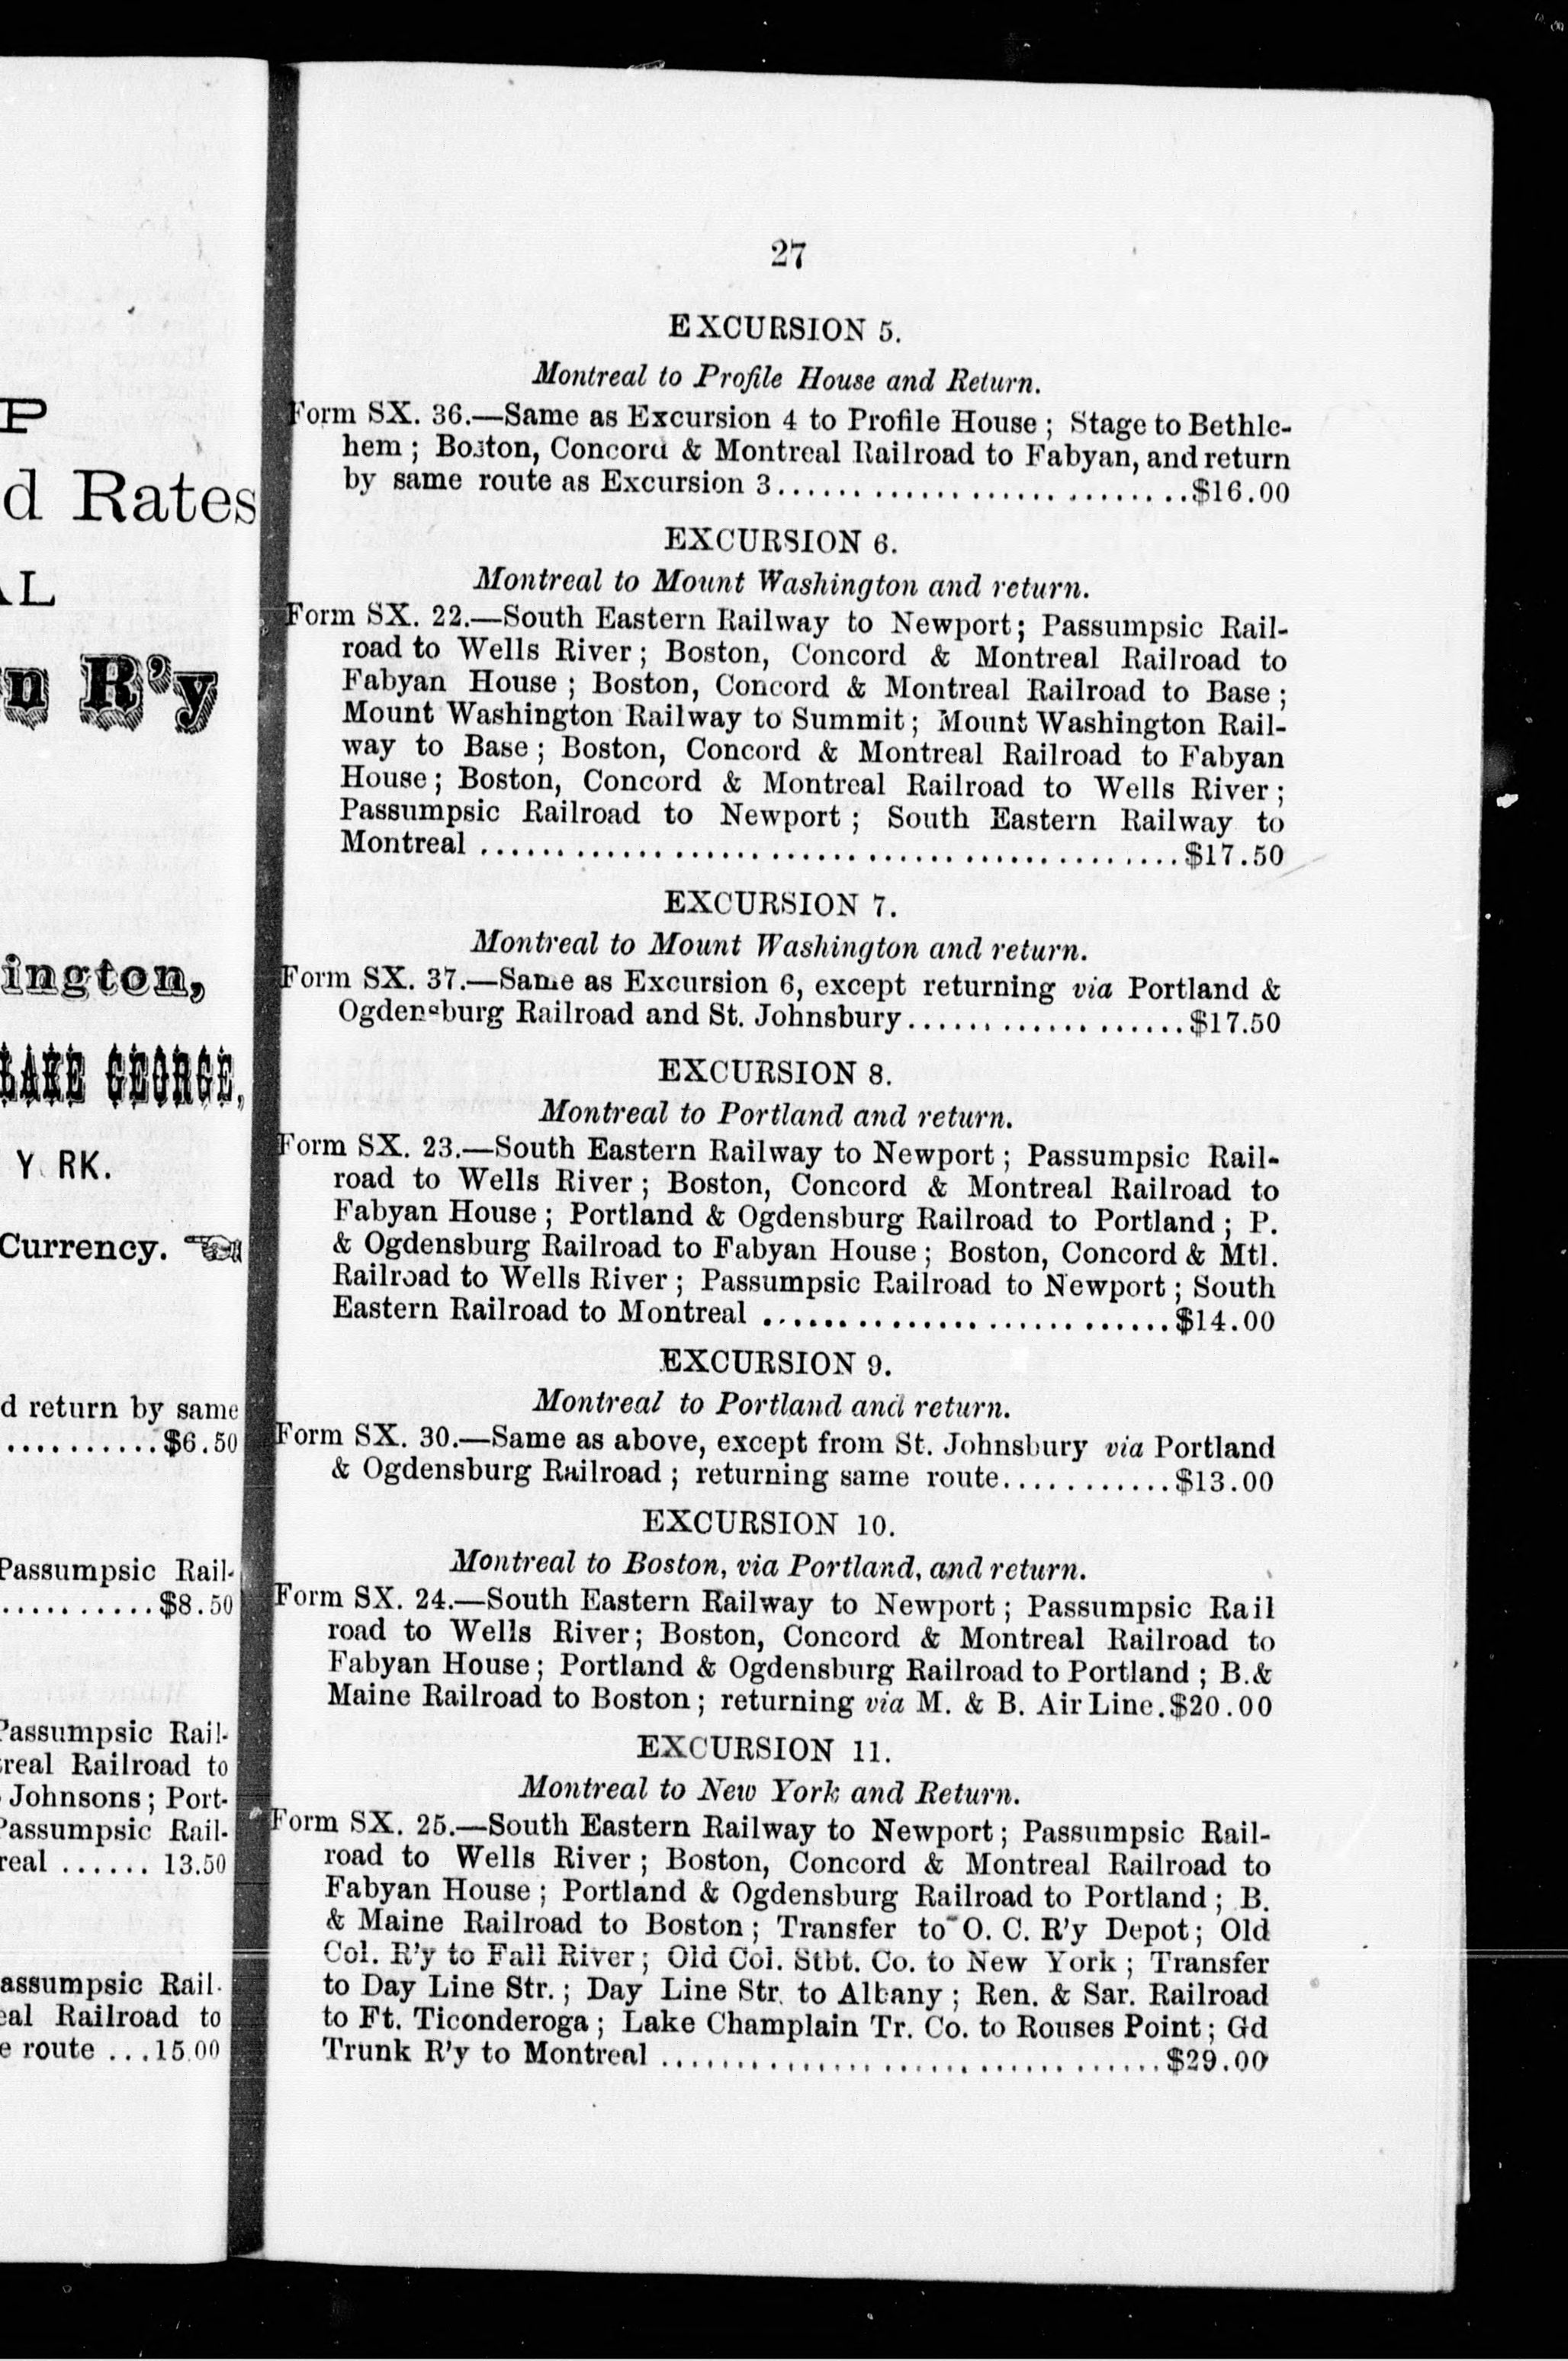 P
d Rates
AL
n R'y
ington,
LAKE GEORGE,
Y RK.
Currency.
d return by same
..........$6.50
Passumpsic Rail-
..........$8.50
Passumpsic Rail-
real Railroad to
Johnsons; Port-
Passumpsic Rail-
real ...... 13.50
assumpsic Rail-
eal Railroad to
e route ...15.00
27
EXCURSION 5.
Montreal to Profile House and Return.
Form SX. 36.—Same as Excursion 4 to Profile House; Stage to Bethle-
hem; Boston, Concord & Montreal Railroad to Fabyan, and return
by same route as Excursion 3.................................$16.00
EXCURSION 6.
Montreal to Mount Washington and return.
Form SX. 22.—South Eastern Railway to Newport; Passumpsic Rail-
road to Wells River; Boston, Concord & Montreal Railroad to
Fabyan House; Boston, Concord & Montreal Railroad to Base;
Mount Washington Railway to Summit; Mount Washington Rail-
way to Base; Boston, Concord & Montreal Railroad to Fabyan
House; Boston, Concord & Montreal Railroad to Wells River;
Passumpsic Railroad to Newport; South Eastern Railway to
Montreal ........................................................$17.50
EXCURSION 7.
Montreal to Mount Washington and return.
Form SX. 37.—Same as Excursion 6, except returning via Portland &
Ogdensburg Railroad and St. Johnsbury......................$17.50
EXCURSION 8.
Montreal to Portland and return.
Form SX. 23.—South Eastern Railway to Newport; Passumpsic Rail-
road to Wells River; Boston, Concord & Montreal Railroad to
Fabyan House; Portland & Ogdensburg Railroad to Portland; P.
& Ogdensburg Railroad to Fabyan House; Boston, Concord & Mtl.
Railroad to Wells River; Passumpsic Railroad to Newport; South
Eastern Railroad to Montreal .................................$14.00
EXCURSION 9.
Montreal to Portland and return.
Form SX. 30.—Same as above, except from St. Johnsbury via Portland
& Ogdensburg Railroad; returning same route.............$13.00
EXCURSION 10.
Montreal to Boston, via Portland, and return.
Form SX. 24.—South Eastern Railway to Newport; Passumpsic Rail
road to Wells River; Boston, Concord & Montreal Railroad to
Fabyan House; Portland & Ogdensburg Railroad to Portland; B. &
Maine Railroad to Boston; returning via M. & B. Air Line.$20.00
EXCURSION 11.
Montreal to New York and Return.
Form SX. 25.—South Eastern Railway to Newport; Passumpsic Rail-
road to Wells River; Boston, Concord & Montreal Railroad to
Fabyan House; Portland & Ogdensburg Railroad to Portland; B.
& Maine Railroad to Boston; Transfer to O. C. R'y Depot; Old
Col. R'y to Fall River; Old Col. Stbt. Co. to New York; Transfer
to Day Line Str.; Day Line Str. to Albany; Ren. & Sar. Railroad
to Ft. Ticonderoga; Lake Champlain Tr. Co. to Rouses Point; Gd
Trunk R'y to Montreal ........................................$29.00